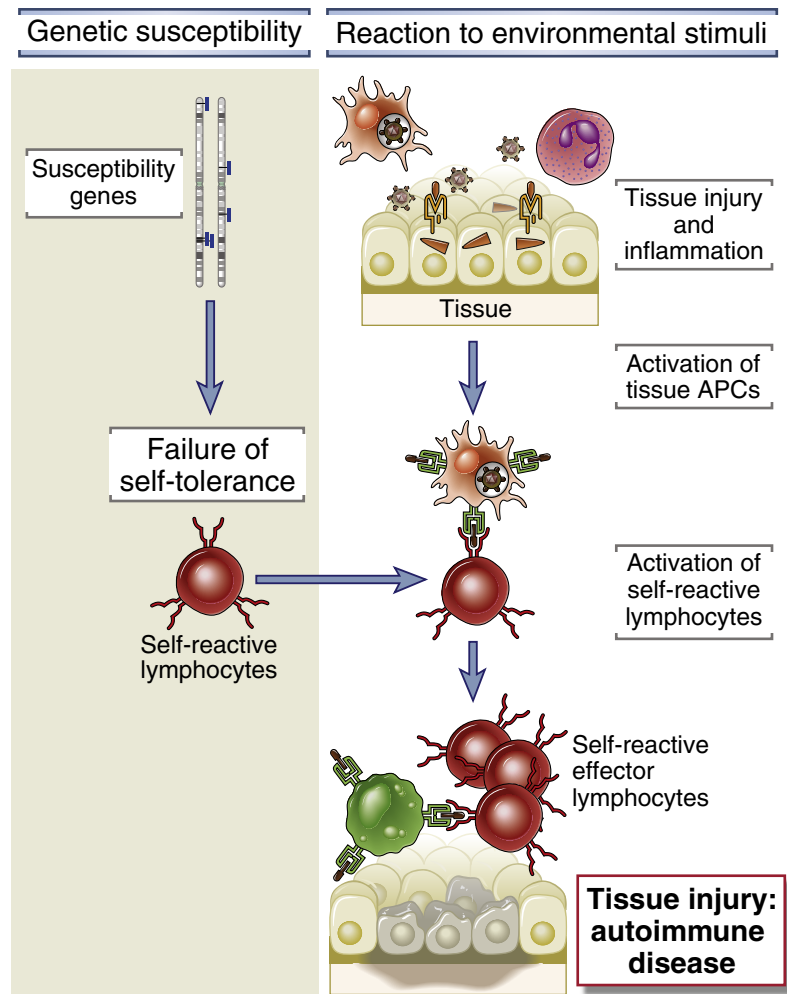 Genetic susceptibility
Reaction to environmental stimuli
Susceptibility
genes
Tissue injury
and
inflammation
Tissue
Activation of
tissue APCs
Failure of
self-tolerance
Activation of
self-reactive
lymphocytes
Self-reactive
lymphocytes
Self-reactive
effector
lymphocytes
Tissue injury:
autoimmune
disease